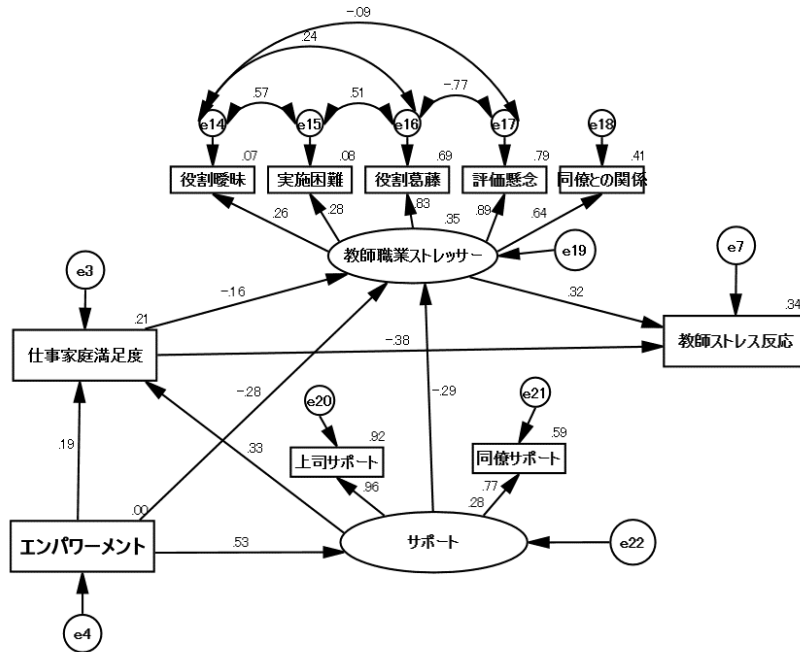 -.09
.24
.57
.51
-.77
e14
e15
e16
e17
e18
.07
.08
.69
.79
.41
役割曖昧
実施困難
役割葛藤
評価懸念
同僚との関係
.26
.28
.83
.89
.64
.35
教師職業ストレッサー
e19
e3
e7
.21
-.16
.32
.34
仕事家庭満足度
教師ストレス反応
-.38
-.28
-.29
e20
e21
.19
.33
.92
.59
上司サポート
同僚サポート
.96
.77
.28
.00
エンパワーメント
.53
サポート
e22
e4